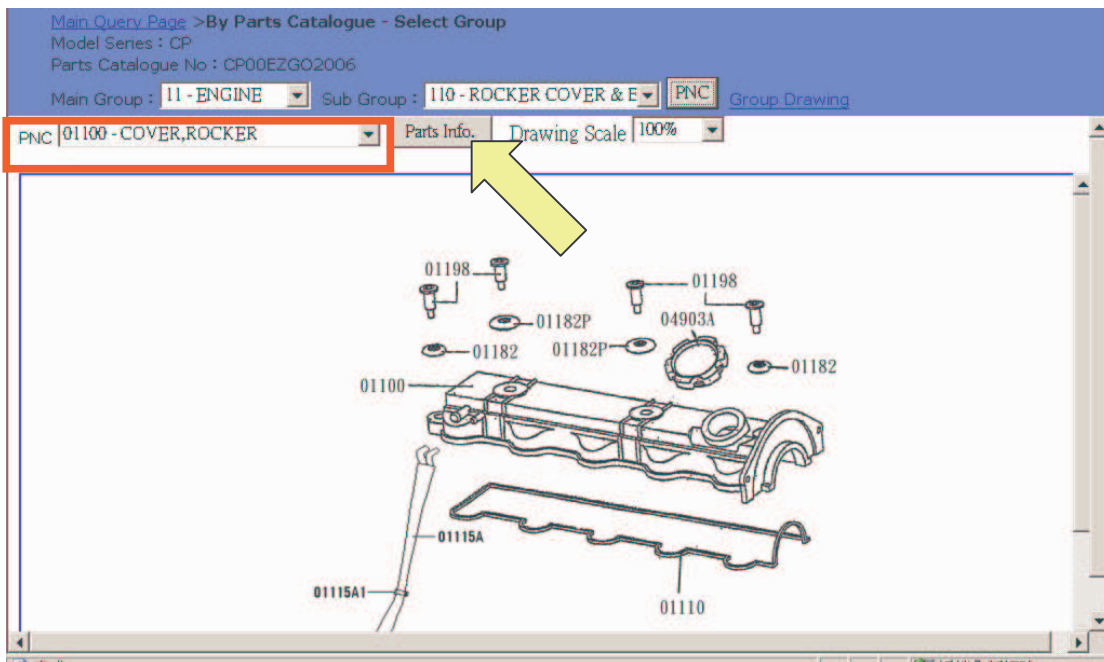 Main Query Page >By Parts Catalogue - Select Group
Model Series : CP
Parts Catalogue No : CP00EZGO2006
Main Group : 11 - ENGINE Sub Group : 110 - ROCKER COVER & E PNC Group Drawing
PNC 01100 - COVER,ROCKER Parts Info. Drawing Scale 100%
01198
01198
01182P
04903A
01182
01182P
01182
01100
01115A
01115A1
01110